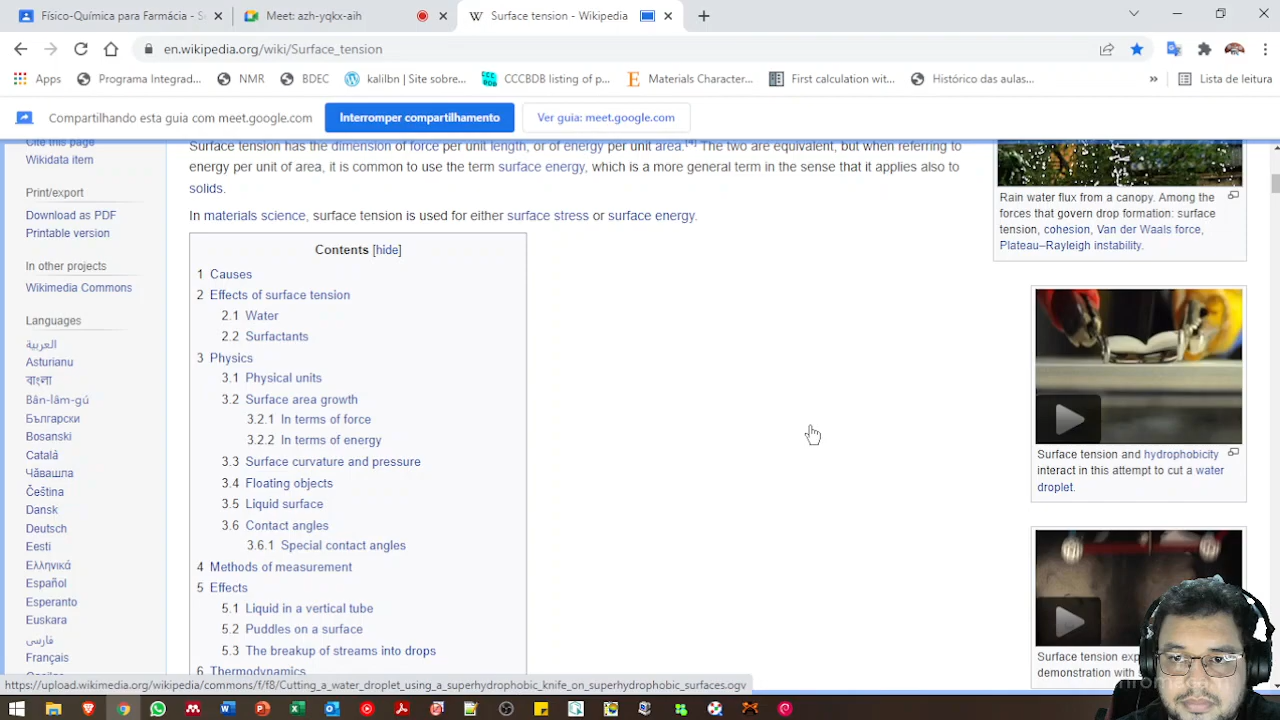 Físico-Química para Farmácia - S
Meet: azh-yqkx-aih
Surface tension - Wikipedia
en.wikipedia.org/wiki/Surface_tension
Apps
Programa Integrad...
NMR
BDEC
kalilbn | Site sobre...
CCCBDB listing of p...
Materials Character...
First calculation wit...
Histórico das aulas...
»
Lista de leitura
Compartilhando esta guia com meet.google.com
Interromper compartilhamento
Ver guia: meet.google.com
Cite this page
Wikidata item
Print/export
Download as PDF
Printable version
In other projects
Wikimedia Commons
Languages
العربية
Asturianu
বাংলা
Bân-lâm-gú
Български
Bosanski
Català
Чӑвашла
Čeština
Dansk
Deutsch
Eesti
Ελληνικά
Español
Esperanto
Euskara
فارسی
Français
Surface tension has the dimension of force per unit length, or of energy per unit area.[4] The two are equivalent, but when referring to
energy per unit of area, it is common to use the term surface energy, which is a more general term in the sense that it applies also to
solids.
In materials science, surface tension is used for either surface stress or surface energy.
Contents [hide]
1 Causes
2 Effects of surface tension
2.1 Water
2.2 Surfactants
3 Physics
3.1 Physical units
3.2 Surface area growth
3.2.1 In terms of force
3.2.2 In terms of energy
3.3 Surface curvature and pressure
3.4 Floating objects
3.5 Liquid surface
3.6 Contact angles
3.6.1 Special contact angles
4 Methods of measurement
5 Effects
5.1 Liquid in a vertical tube
5.2 Puddles on a surface
5.3 The breakup of streams into drops
6 Thermodynamics
Rain water flux from a canopy. Among the
forces that govern drop formation: surface
tension, cohesion, Van der Waals force,
Plateau–Rayleigh instability.
Surface tension and hydrophobicity
interact in this attempt to cut a water
droplet.
Surface tension
demonstration with
https://upload.wikimedia.org/wikipedia/commons/f/f8/Cutting_a_water_droplet_using_a_superhydrophobic_knife_on_superhydrophobic_surfaces.ogv